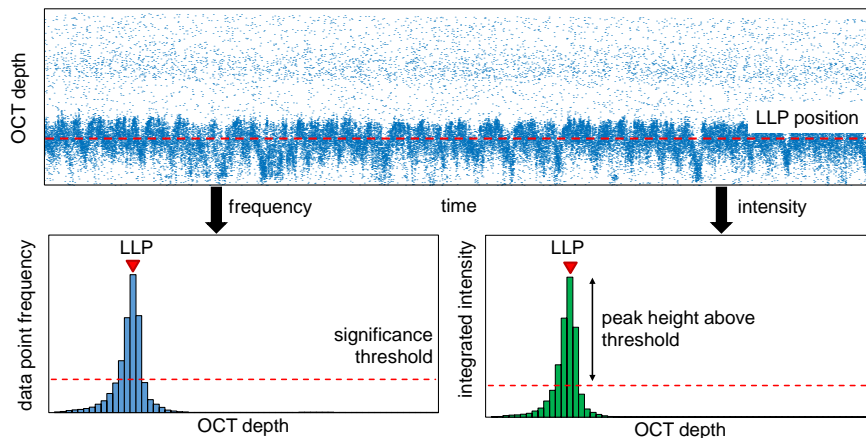 OCT depth
LLP position
frequency
time
intensity
data point frequency
LLP
significance
threshold
OCT depth
integrated intensity
LLP
peak height above
threshold
OCT depth